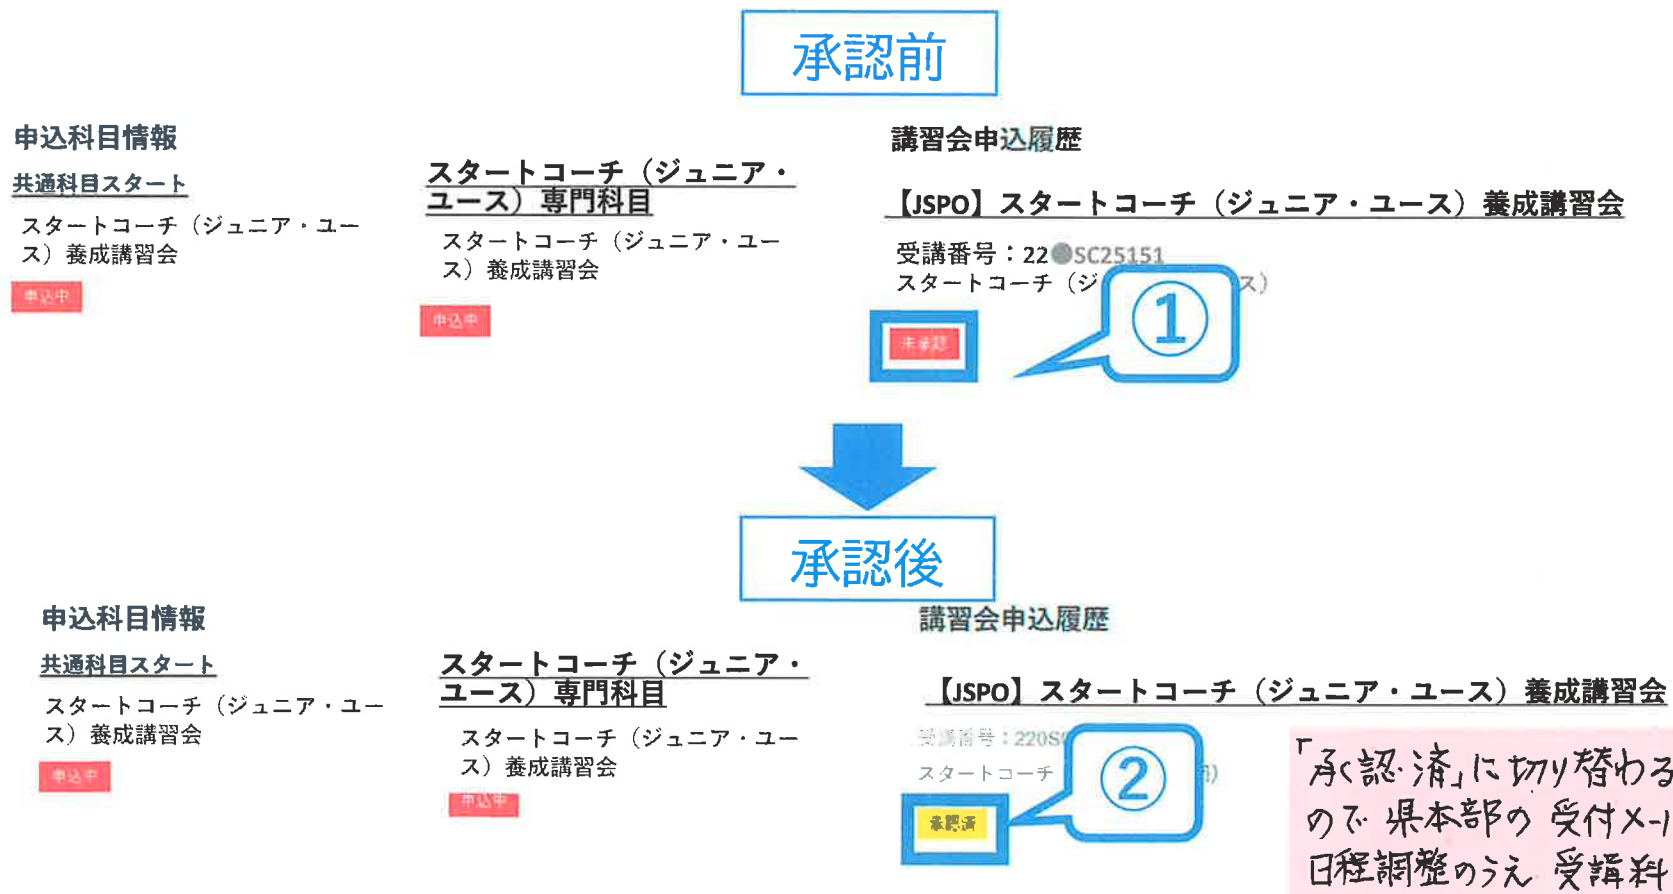 承認前
申込科目情報
共通科目スタート
スタートコーチ（ジュニア・ユー
ス）養成講習会
申込中
スタートコーチ（ジュニア・
ユース）専門科目
スタートコーチ（ジュニア・ユー
ス）養成講習会
申込中
講習会申込履歴
【JSPO】スタートコーチ（ジュニア・ユース）養成講習会
受講番号：22●SC25151
スタートコーチ（ジ
ス）
未承認
①
承認後
申込科目情報
共通科目スタート
スタートコーチ（ジュニア・ユー
ス）養成講習会
申込中
スタートコーチ（ジュニア・
ユース）専門科目
スタートコーチ（ジュニア・ユー
ス）養成講習会
申込中
講習会申込履歴
【JSPO】スタートコーチ（ジュニア・ユース）養成講習会
受講番号：220S
スタートコーチ
承認済
②
「承認済」に切り替わる
ので 県本部の 受付メール
日程調整のうえ 受講料